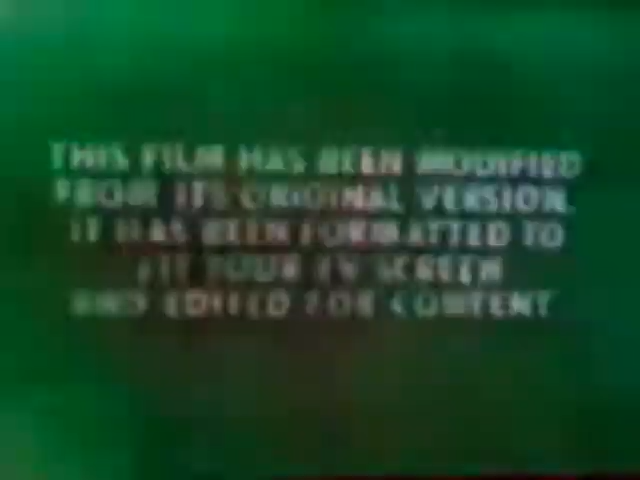 THIS FILM HAS BEEN MODIFIED
FROM ITS ORIGINAL VERSION.
IT HAS BEEN FORMATTED TO
FIT YOUR TV SCREEN
AND EDITED FOR CONTENT